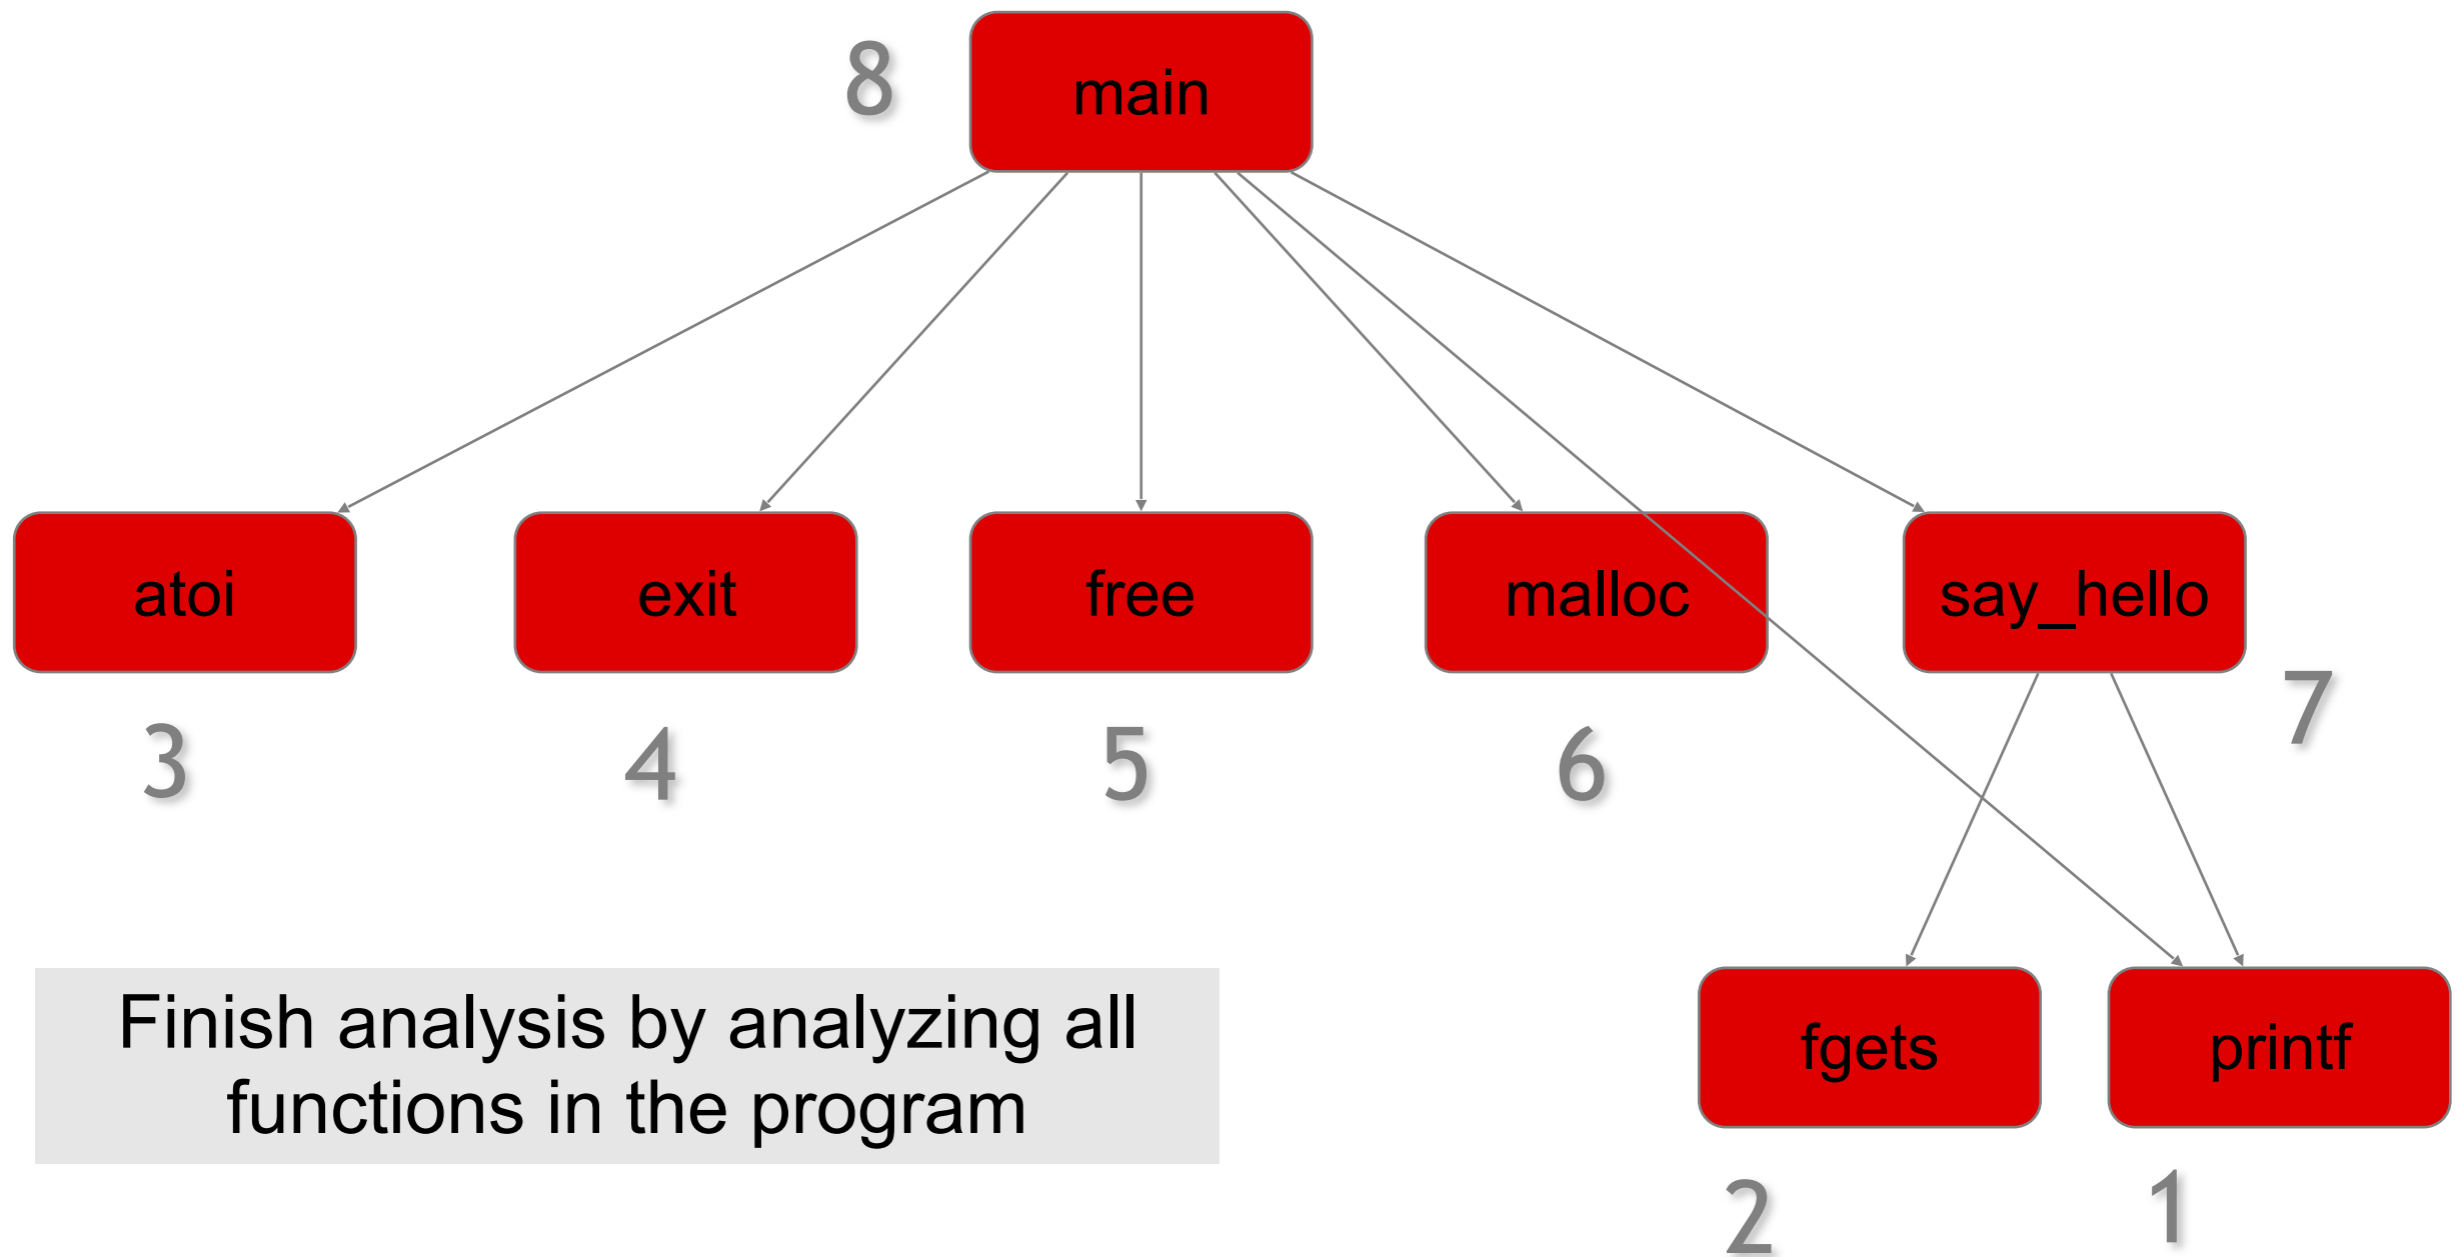 8
main
atoi
exit
free
malloc
say_hello
3
4
5
6
7
Finish analysis by analyzing all
functions in the program
fgets
printf
2
1